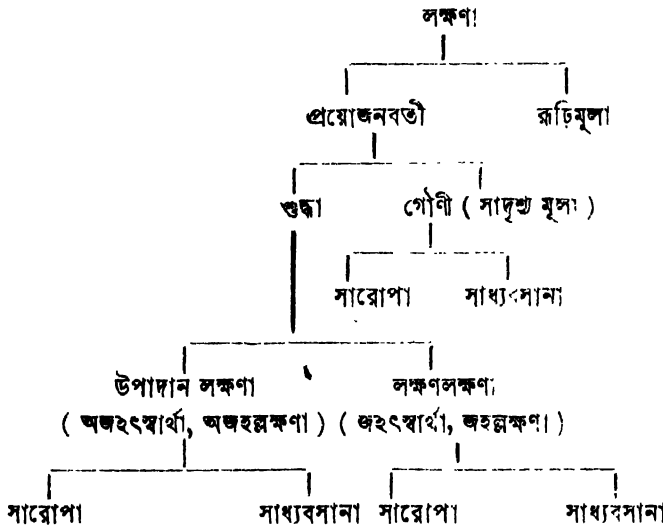 লক্ষণা
প্রয়োজনবতী রূঢ়িমূলা
শুদ্ধা গৌণী ( সাদৃশ্য মূলা )
সারোপা সাধ্যবসানা
উপাদান লক্ষণা লক্ষণলক্ষণা
( অজহৎস্বার্থা, অজহল্লক্ষণা ) ( জহৎস্বার্থা, জহল্লক্ষণা )
সারোপা সাধ্যবসানা সারোপা সাধ্যবসানা